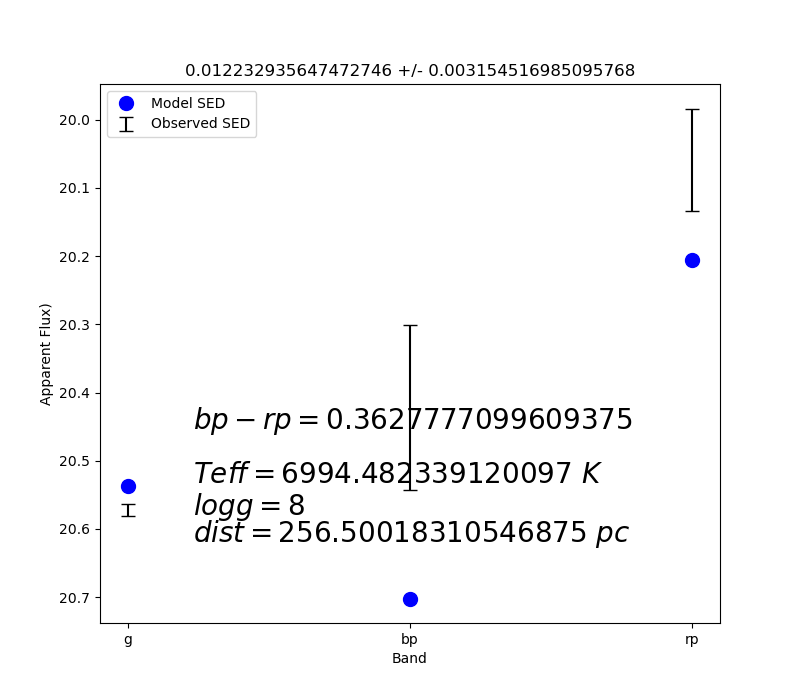 0.012232935647472746 +/- 0.003154516985095768
Model SED
Observed SED
20.0
20.1
20.2
20.3
20.4
20.5
20.6
20.7
Apparent Flux)
bp − rp = 0.3627777099609375
Teff = 6994.482339120097 K
logg = 8
dist = 256.50018310546875 pc
g
bp
rp
Band